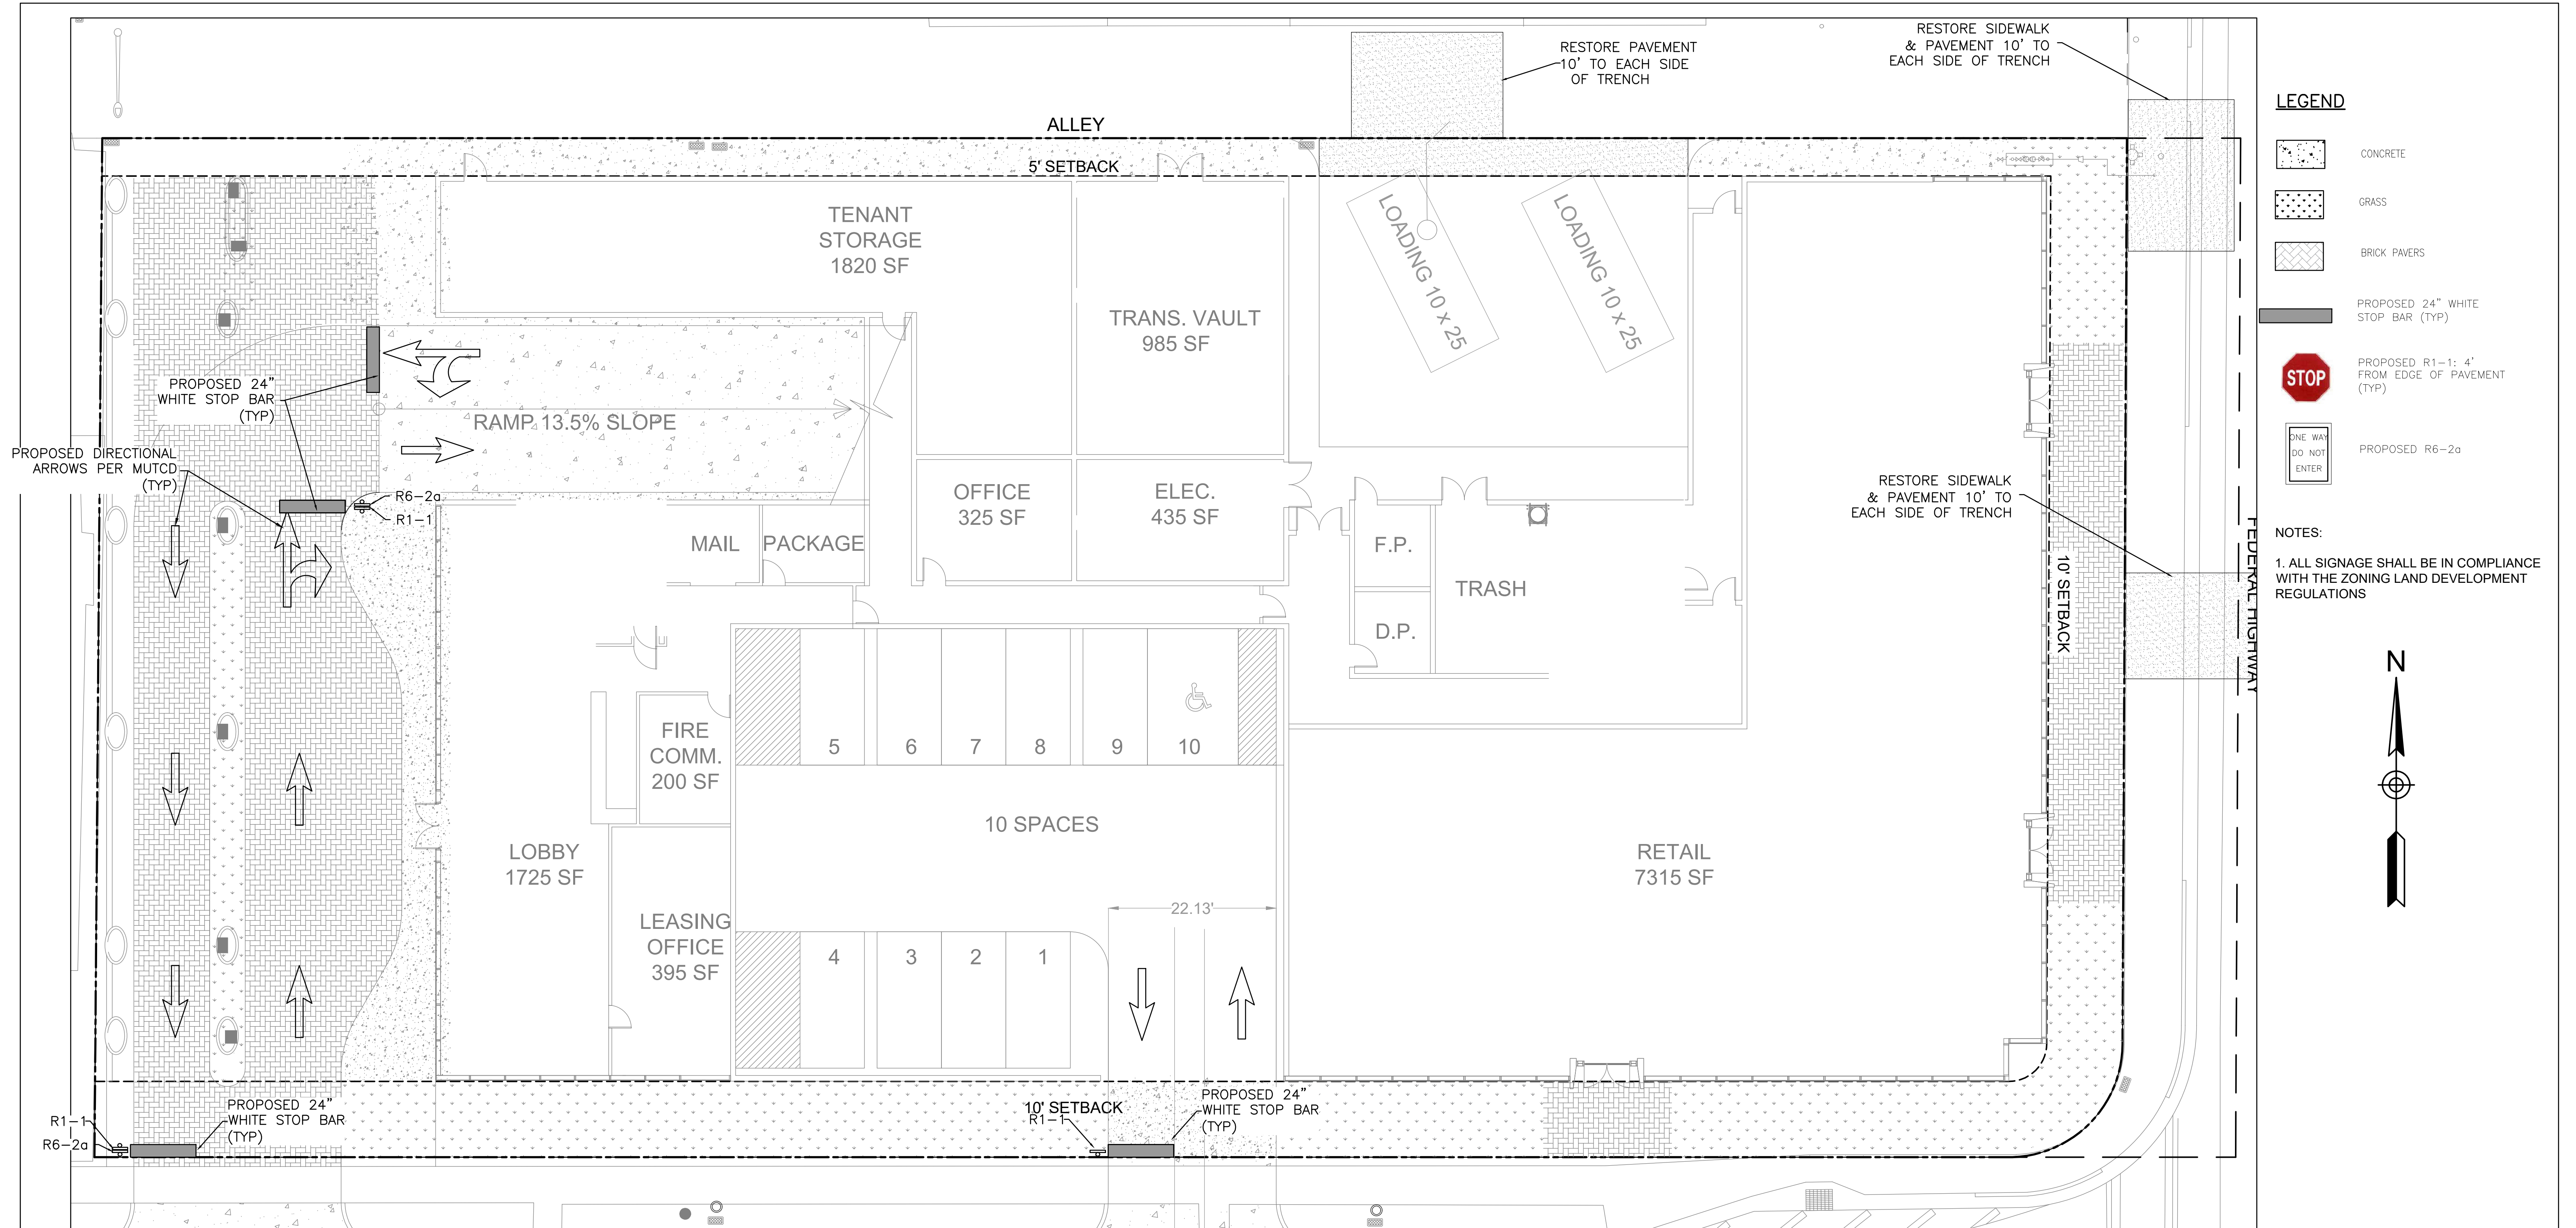 RESTORE PAVEMENT
10' TO EACH SIDE
OF TRENCH
RESTORE SIDEWALK
& PAVEMENT 10' TO
EACH SIDE OF TRENCH
ALLEY
5' SETBACK
TENANT
STORAGE
1820 SF
TRANS. VAULT
985 SF
LOADING 10 x 25
LOADING 10 x 25
PROPOSED 24"
WHITE STOP BAR
(TYP)
RAMP 13.5% SLOPE
PROPOSED DIRECTIONAL
ARROWS PER MUTCD
(TYP)
R6-2a
R1-1
OFFICE
325 SF
ELEC.
435 SF
MAIL
PACKAGE
F.P.
TRASH
D.P.
RESTORE SIDEWALK
& PAVEMENT 10' TO
EACH SIDE OF TRENCH
10' SETBACK
FEDERAL HIGHWAY
FIRE
COMM.
200 SF
5
6
7
8
9
10
10 SPACES
LOBBY
1725 SF
LEASING
OFFICE
395 SF
RETAIL
7315 SF
22.13'
4
3
2
1
R1-1
R6-2a
PROPOSED 24"
WHITE STOP BAR
(TYP)
10' SETBACK
R1-1
PROPOSED 24"
WHITE STOP BAR
(TYP)
LEGEND
CONCRETE
GRASS
BRICK PAVERS
PROPOSED 24" WHITE
STOP BAR (TYP)
STOP
PROPOSED R1-1; 4'
FROM EDGE OF PAVEMENT
(TYP)
ONE WAY
DO NOT
ENTER
PROPOSED R6-2a
NOTES:
1. ALL SIGNAGE SHALL BE IN COMPLIANCE
WITH THE ZONING LAND DEVELOPMENT
REGULATIONS
N